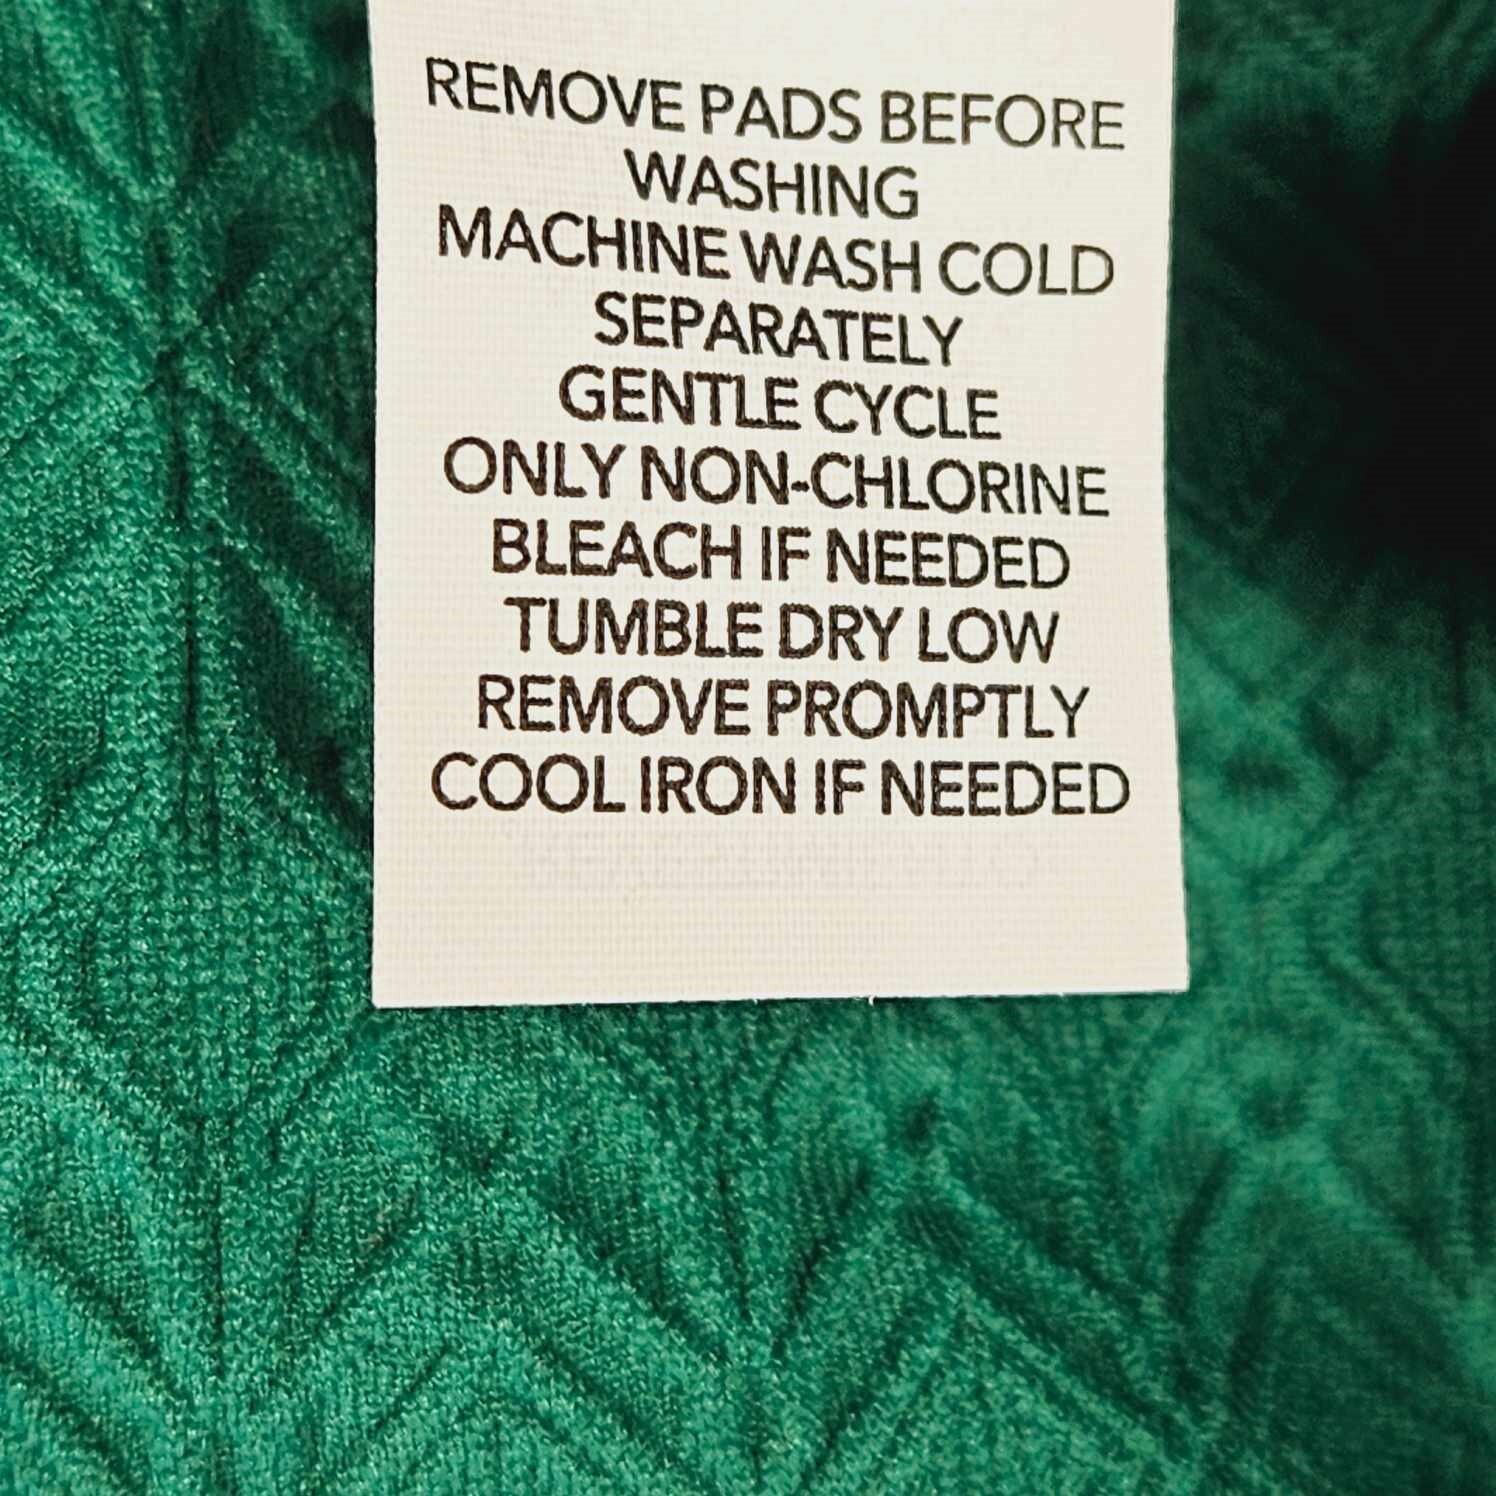 REMOVE PADS BEFORE
WASHING
MACHINE WASH COLD
SEPARATELY
GENTLE CYCLE
ONLY NON-CHLORINE
BLEACH IF NEEDED
TUMBLE DRY LOW
REMOVE PROMPTLY
COOL IRON IF NEEDED